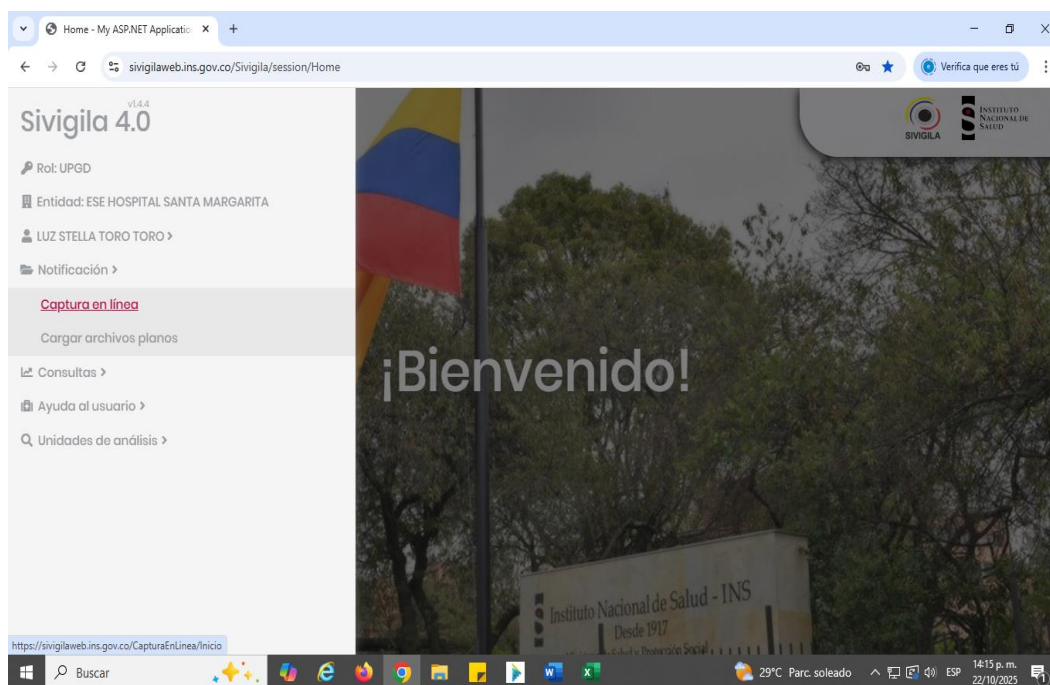 Home - My ASP.NET Applicatio
sivigilaweb.ins.gov.co/Sivigila/session/Home
Verifica que eres tú
Sivigila 4.0
v1.4.4
Rol: UPGD
Entidad: ESE HOSPITAL SANTA MARGARITA
LUZ STELLA TORO TORO >
Notificación >
Captura en línea
Cargar archivos planos
Consultas >
Ayuda al usuario >
Unidades de análisis >
SIVIGILA
INSTITUTO
NACIONAL DE
SALUD
¡Bienvenido!
Instituto Nacional de Salud - INS
Desde 1917
Protección Social
https://sivigilaweb.ins.gov.co/CapturaEnLinea/Inicio
Buscar
29°C Parc. soleado
ESP
14:15 p. m.
22/10/2025